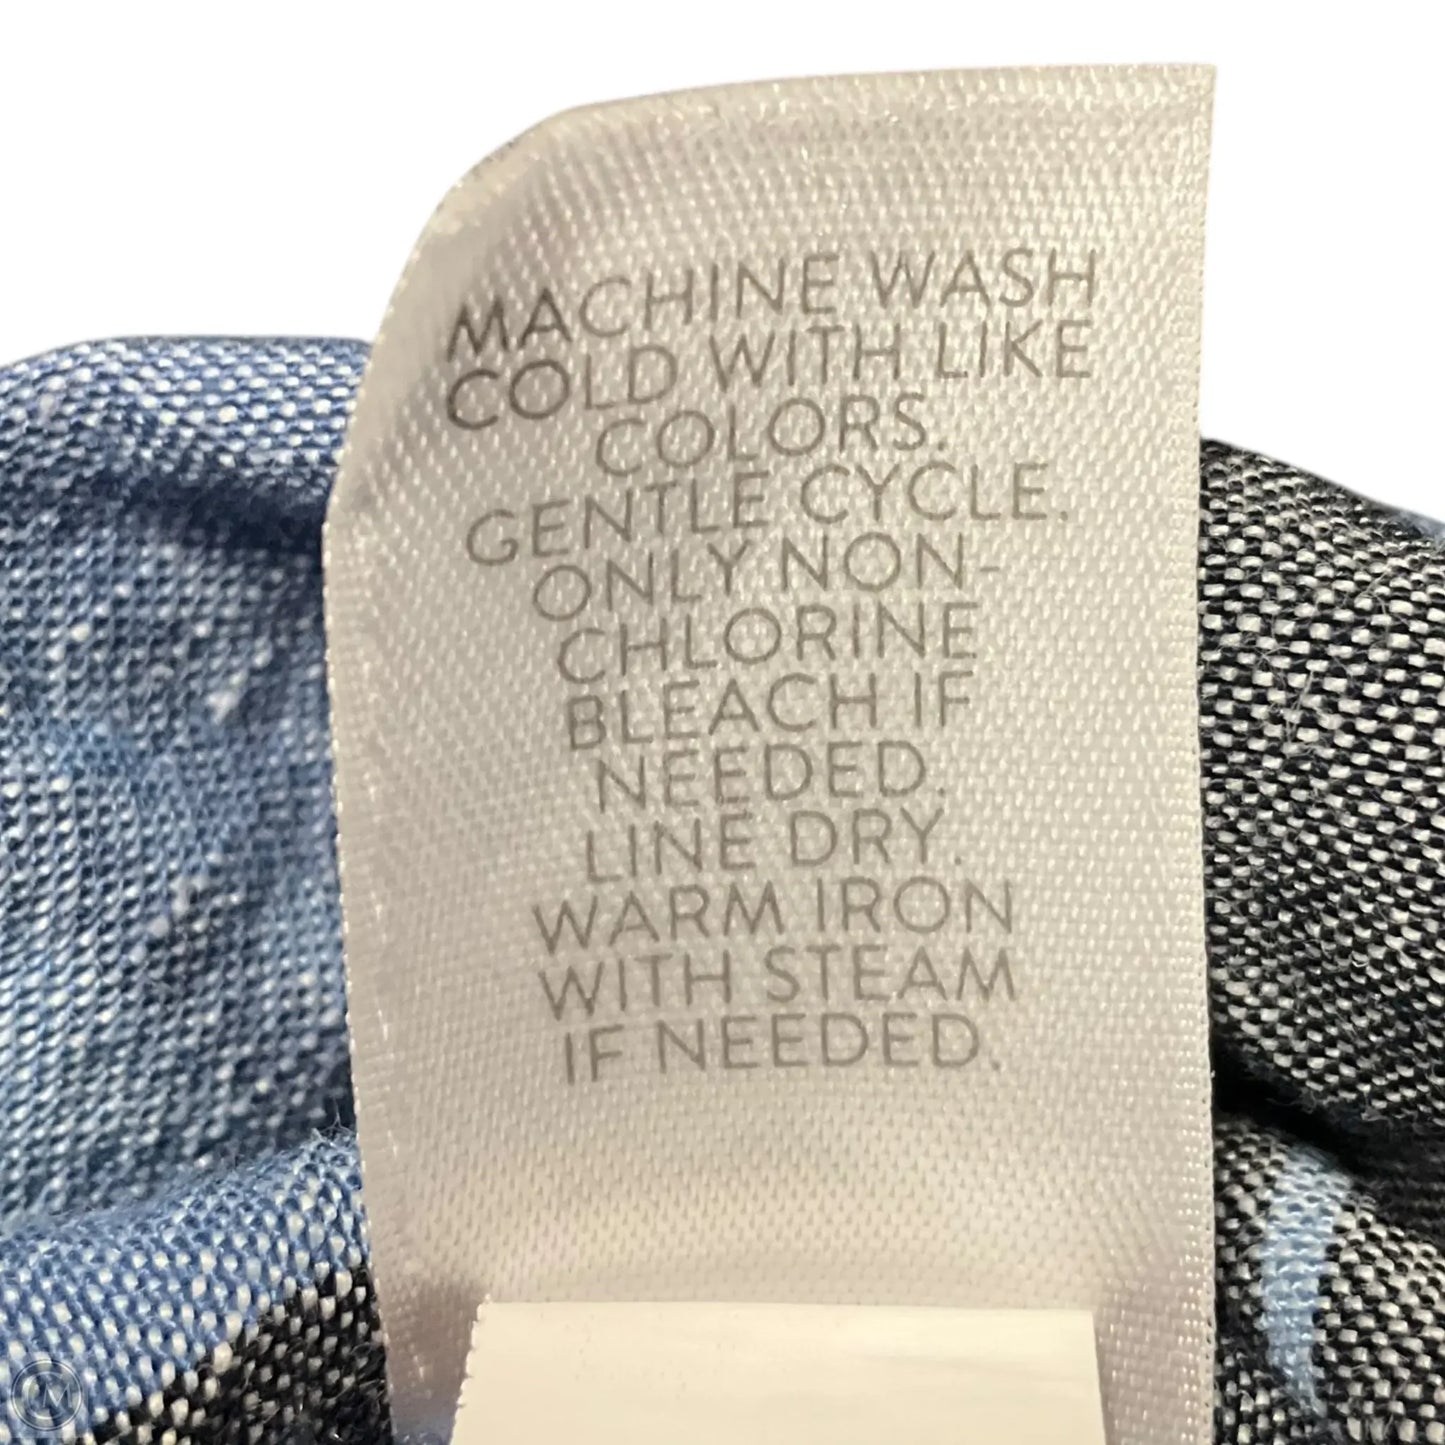 MACHINE WASH
COLD WITH LIKE
COLORS.
GENTLE CYCLE.
ONLY NON-
CHLORINE
BLEACH IF
NEEDED.
LINE DRY.
WARM IRON
WITH STEAM
IF NEEDED.